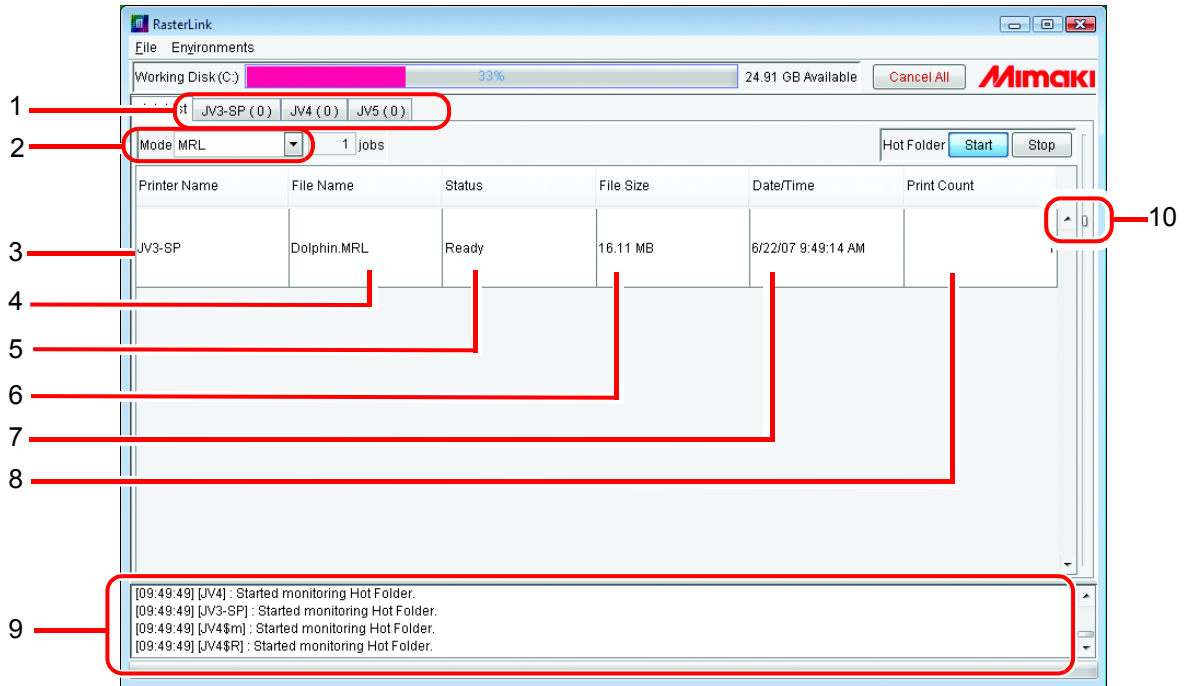 RasterLink
File Environments
Working Disk (C:) 33% 24.91 GB Available Cancel All Mimaki
1
JV3-SP ( 0 ) JV4 ( 0 ) JV5 ( 0 )
2
Mode MRL 1 jobs Hot Folder Start Stop
Printer Name File Name Status File Size Date/Time Print Count
10
3
JV3-SP Dolphin.MRL Ready 16.11 MB 6/22/07 9:49:14 AM
4
5
6
7
8
9
[09:49:49] [JV4] : Started monitoring Hot Folder.
[09:49:49] [JV3-SP] : Started monitoring Hot Folder.
[09:49:49] [JV4$m] : Started monitoring Hot Folder.
[09:49:49] [JV4$R] : Started monitoring Hot Folder.